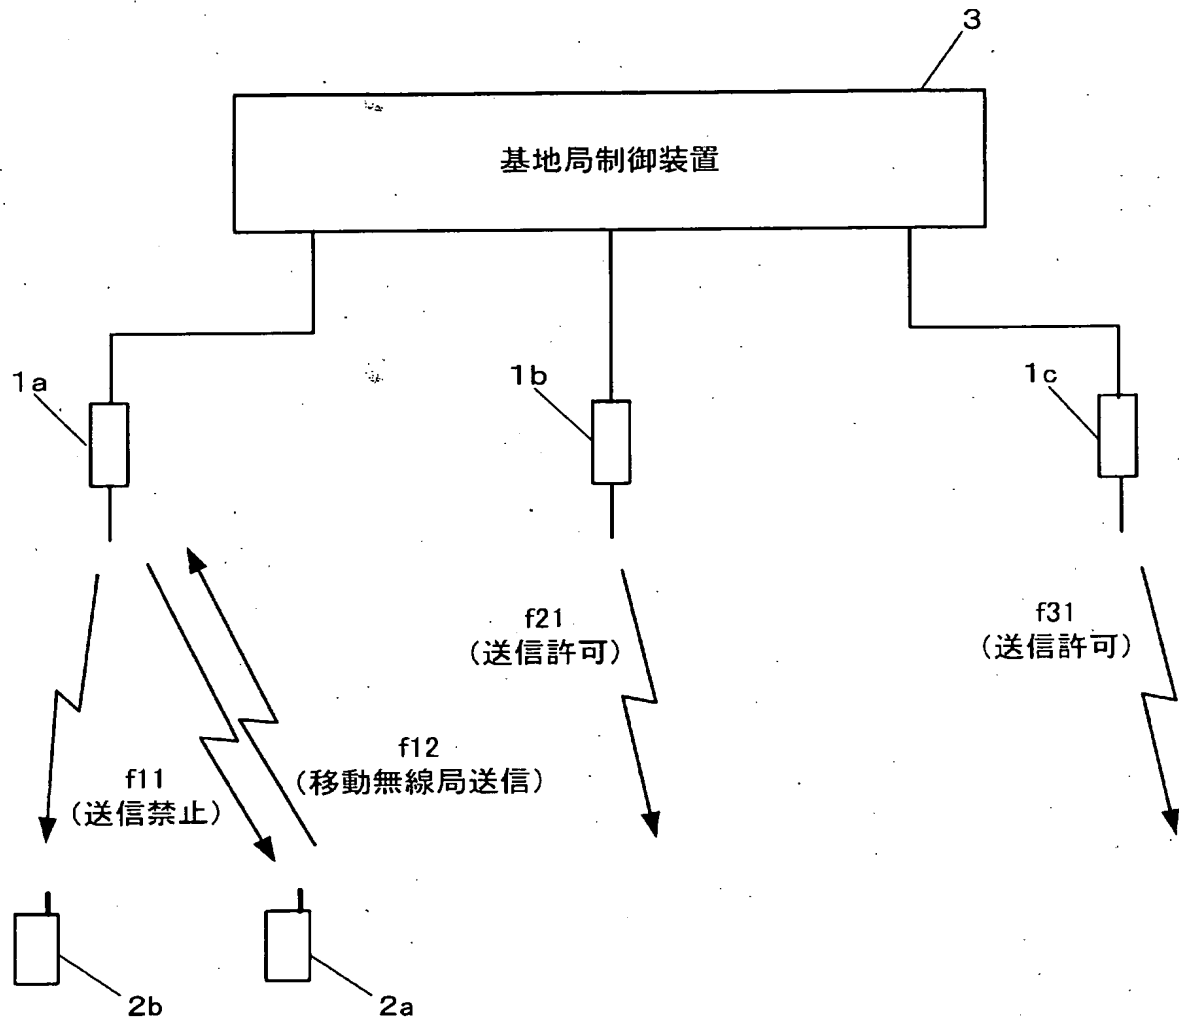 3
基地局制御装置
1a
1b
1c
f21
(送信許可)
f31
(送信許可)
f12
(移動無線局送信)
f11
(送信禁止)
2b
2a